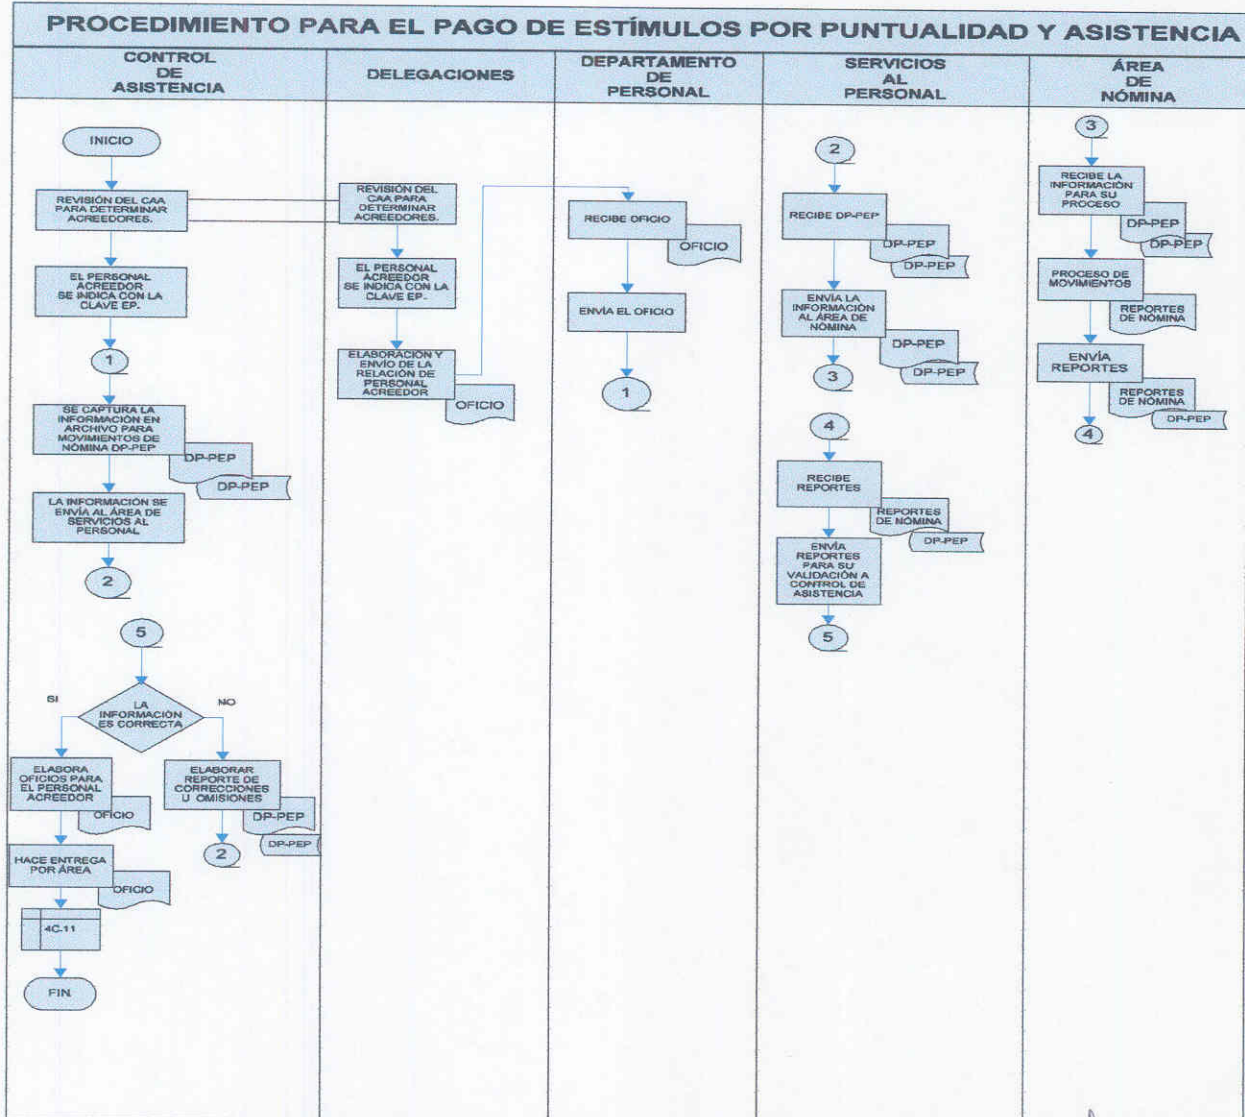 PROCEDIMIENTO PARA EL PAGO DE ESTÍMULOS POR PUNTUALIDAD Y ASISTENCIA
CONTROL
DE
ASISTENCIA
DELEGACIONES
DEPARTAMENTO
DE
PERSONAL
SERVICIOS
AL
PERSONAL
ÁREA
DE
NÓMINA
INICIO
REVISIÓN DEL CAA
PARA DETERMINAR
ACREEDORES.
EL PERSONAL
ACREEDOR
SE INDICA CON LA
CLAVE EP.
1
SE CAPTURA LA
INFORMACIÓN EN
ARCHIVO PARA
MOVIMIENTOS DE
NÓMINA DP-PEP
DP-PEP
DP-PEP
LA INFORMACIÓN SE
ENVÍA AL ÁREA DE
SERVICIOS AL
PERSONAL
2
5
SI
LA
INFORMACIÓN
ES CORRECTA
NO
ELABORA
OFICIOS PARA
EL PERSONAL
ACREEDOR
OFICIO
ELABORAR
REPORTE DE
CORRECCIONES
U OMISIONES
DP-PEP
DP-PEP
2
HACE ENTREGA
POR ÁREA
OFICIO
4C-11
FIN
REVISIÓN DEL
CAA PARA
DETERMINAR
ACREEDORES.
EL PERSONAL
ACREEDOR
SE INDICA CON LA
CLAVE EP.
ELABORACION Y
ENVÍO DE LA
RELACIÓN DE
PERSONAL
ACREEDOR
OFICIO
RECIBE OFICIO
OFICIO
ENVÍA EL OFICIO
1
2
RECIBE DP-PEP
DP-PEP
DP-PEP
ENVÍA LA
INFORMACIÓN
AL ÁREA DE
NÓMINA
DP-PEP
DP-PEP
3
4
RECIBE
REPORTES
REPORTES
DE NÓMINA
DP-PEP
ENVÍA
REPORTES
PARA SU
VALIDACIÓN A
CONTROL DE
ASISTENCIA
5
3
RECIBE LA
INFORMACIÓN
PARA SU
PROCESO
DP-PEP
DP-PEP
PROCESO DE
MOVIMIENTOS
REPORTES
DE NÓMINA
ENVÍA
REPORTES
REPORTES
DE NÓMINA
DP-PEP
4